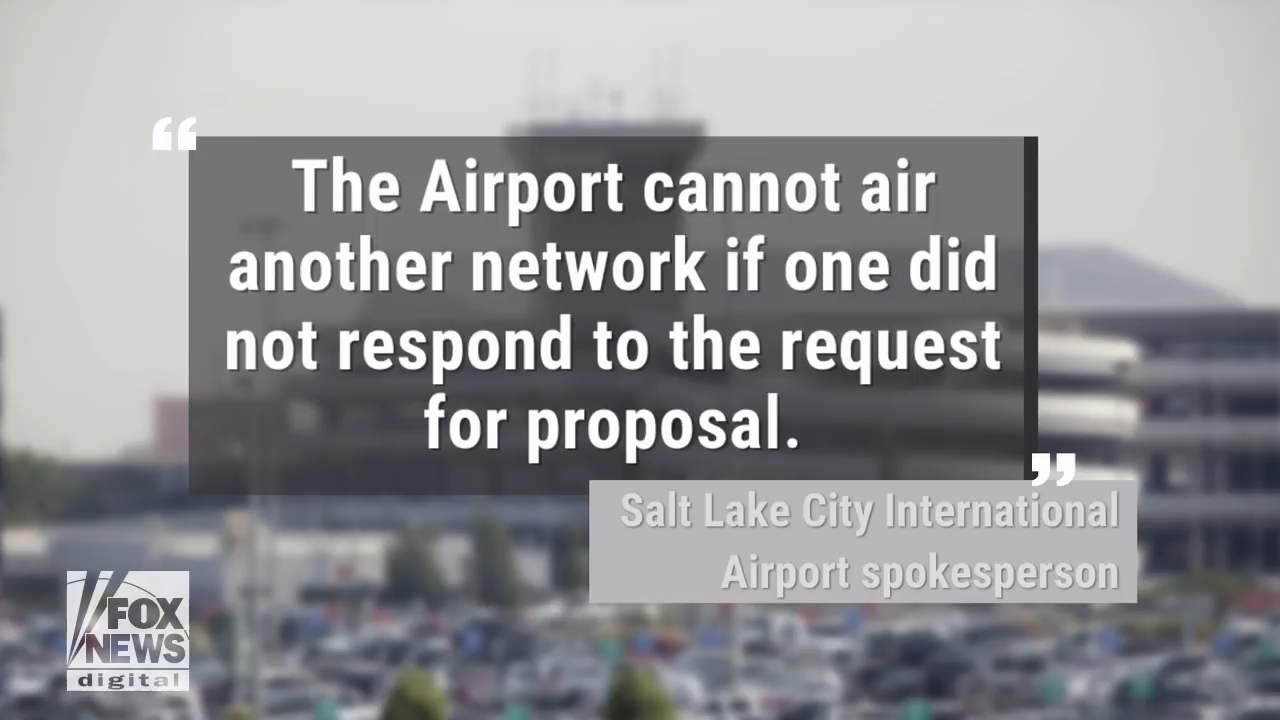 “
The Airport cannot air
another network if one did
not respond to the request
for proposal.
”
Salt Lake City International
Airport spokesperson
FOX
NEWS
digital